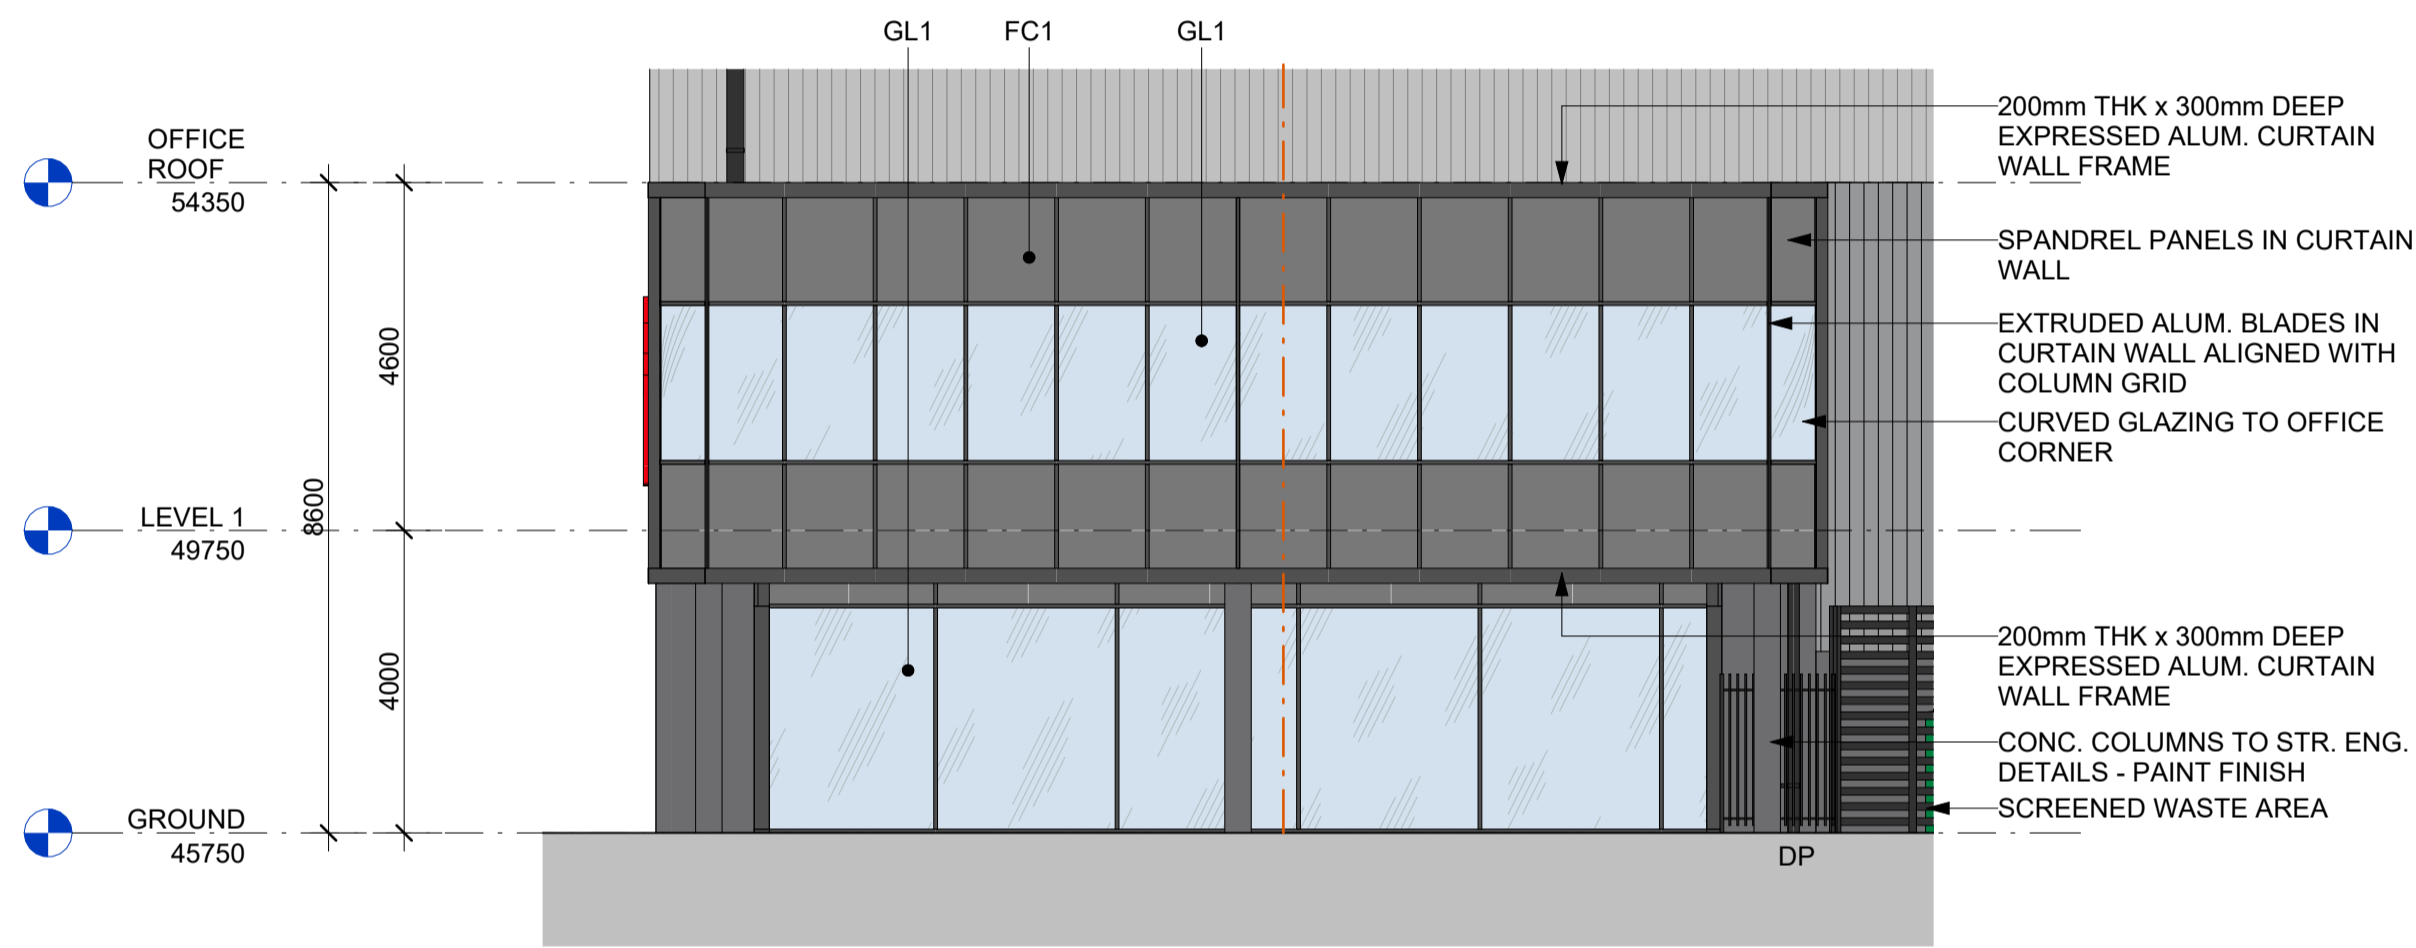 GL1
FC1
GL1
OFFICE
ROOF
54350
LEVEL 1
49750
GROUND
45750
8600
4600
4000
200mm THK x 300mm DEEP
EXPRESSED ALUM. CURTAIN
WALL FRAME
SPANDREL PANELS IN CURTAIN
WALL
EXTRUDED ALUM. BLADES IN
CURTAIN WALL ALIGNED WITH
COLUMN GRID
CURVED GLAZING TO OFFICE
CORNER
200mm THK x 300mm DEEP
EXPRESSED ALUM. CURTAIN
WALL FRAME
CONC. COLUMNS TO STR. ENG.
DETAILS - PAINT FINISH
SCREENED WASTE AREA
DP